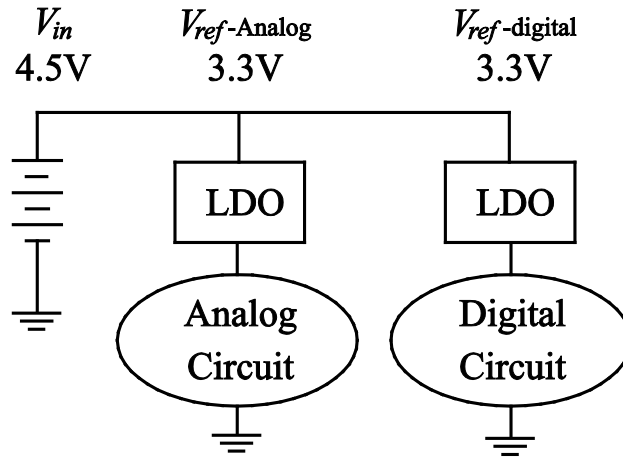 Vin Vref-Analog Vref-digital
4.5V 3.3V 3.3V
LDO LDO
Analog Digital
Circuit Circuit